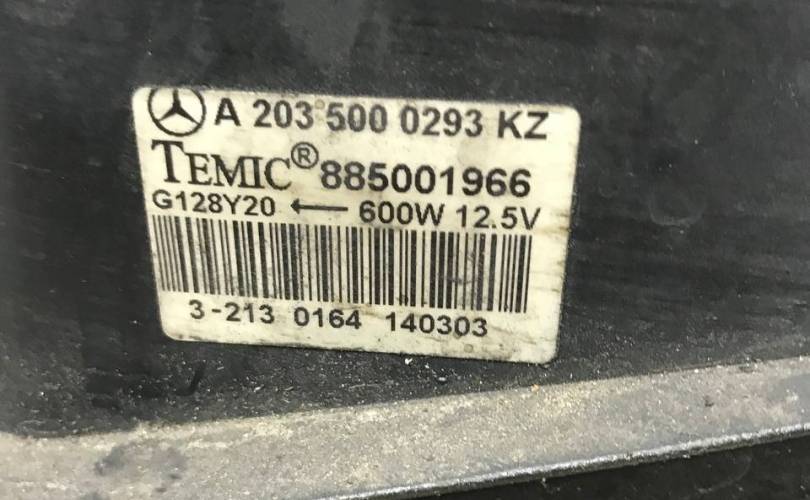 A 203 500 0293 KZ
TEMIC® 885001966
G128Y20 ← 600W 12.5V
3-213 0164 140303